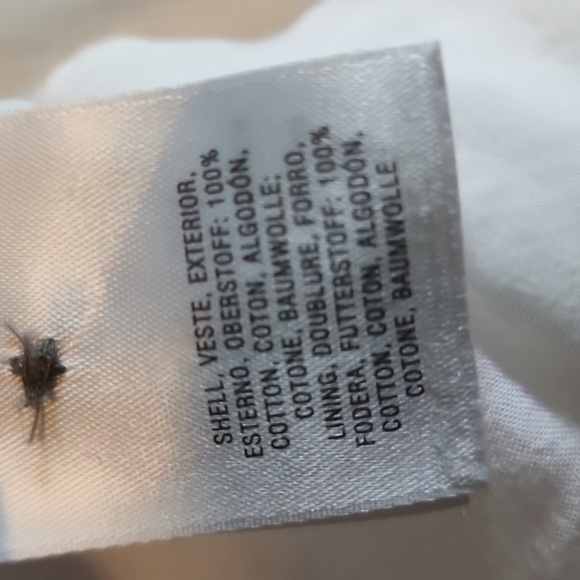 SHELL, VESTE, EXTERIOR,
ESTERNO, OBERSTOFF: 100%
COTTON, COTON, ALGODÓN,
COTONE, BAUMWOLLE;
LINING, DOUBLURE, FORRO,
FODERA, FUTTERSTOFF: 100%
COTTON, COTON, ALGODÓN,
COTONE, BAUMWOLLE